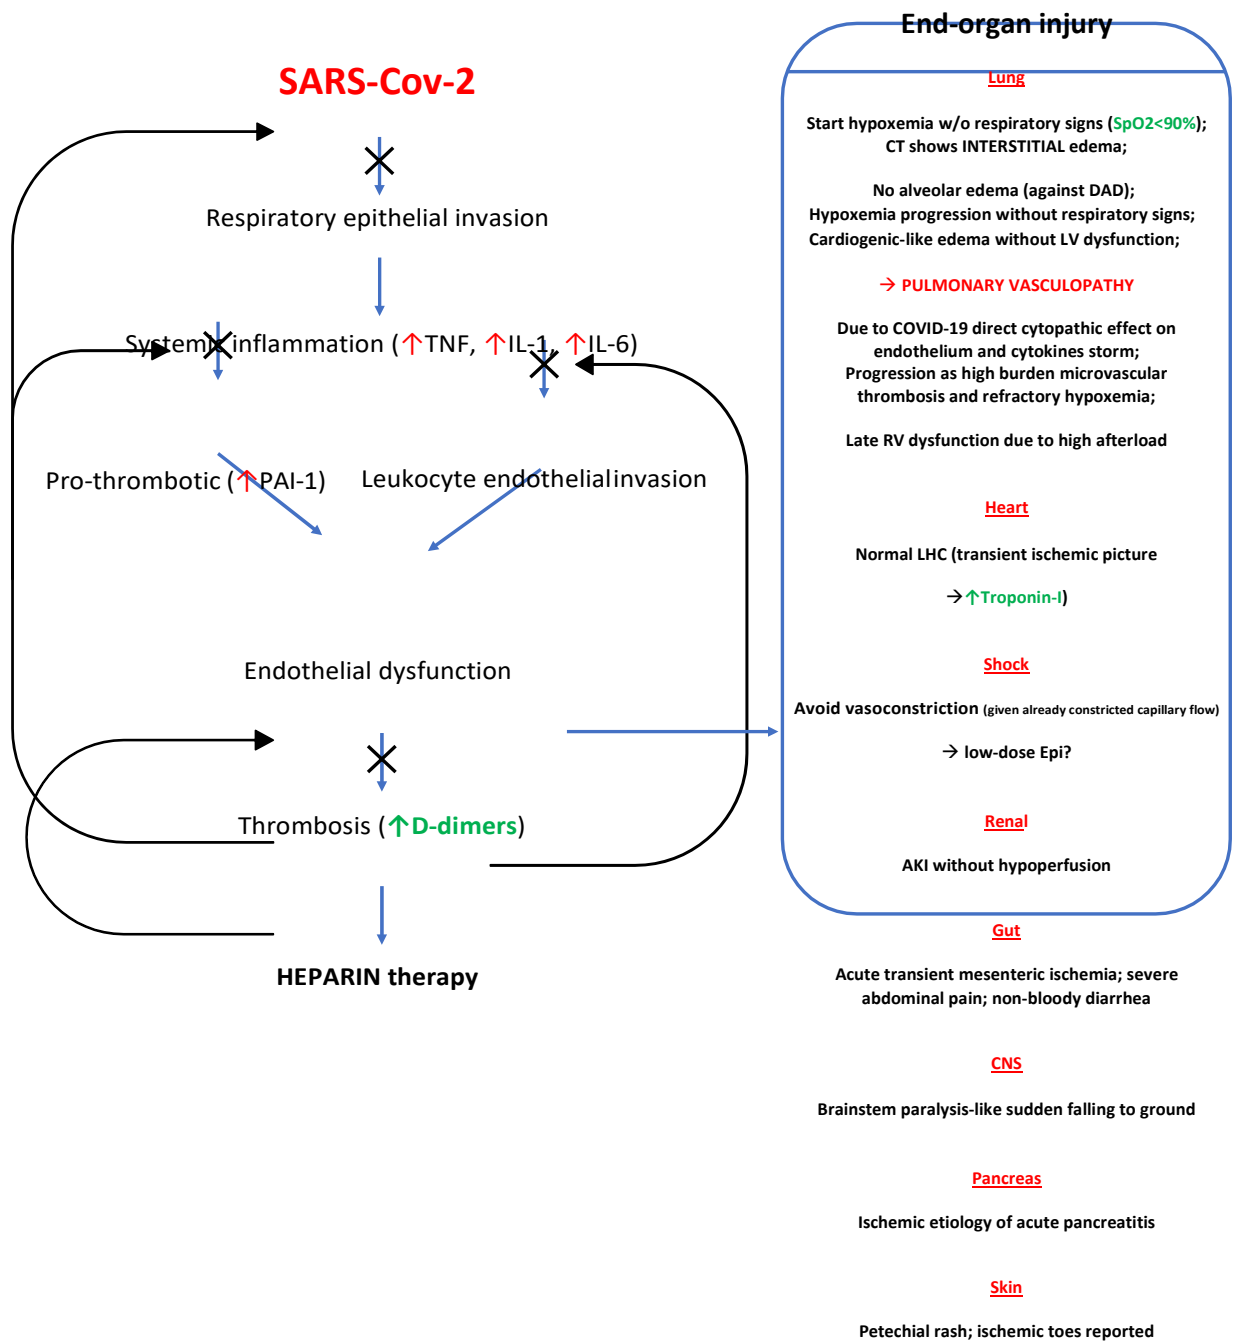 SARS-Cov-2
Respiratory epithelial invasion
Systemic inflammation (↑TNF, ↑IL-1, ↑IL-6)
Pro-thrombotic (↑PAI-1)
Leukocyte endothelial invasion
Endothelial dysfunction
Thrombosis (↑D-dimers)
HEPARIN therapy
End-organ injury
Lung
Start hypoxemia w/o respiratory signs (SpO2<90%);
CT shows INTERSTITIAL edema;
No alveolar edema (against DAD);
Hypoxemia progression without respiratory signs;
Cardiogenic-like edema without LV dysfunction;
→ PULMONARY VASCULOPATHY
Due to COVID-19 direct cytopathic effect on
endothelium and cytokines storm;
Progression as high burden microvascular
thrombosis and refractory hypoxemia;
Late RV dysfunction due to high afterload
Heart
Normal LHC (transient ischemic picture
→↑Troponin-I)
Shock
Avoid vasoconstriction (given already constricted capillary flow)
→ low-dose Epi?
Renal
AKI without hypoperfusion
Gut
Acute transient mesenteric ischemia; severe
abdominal pain; non-bloody diarrhea
CNS
Brainstem paralysis-like sudden falling to ground
Pancreas
Ischemic etiology of acute pancreatitis
Skin
Petechial rash; ischemic toes reported